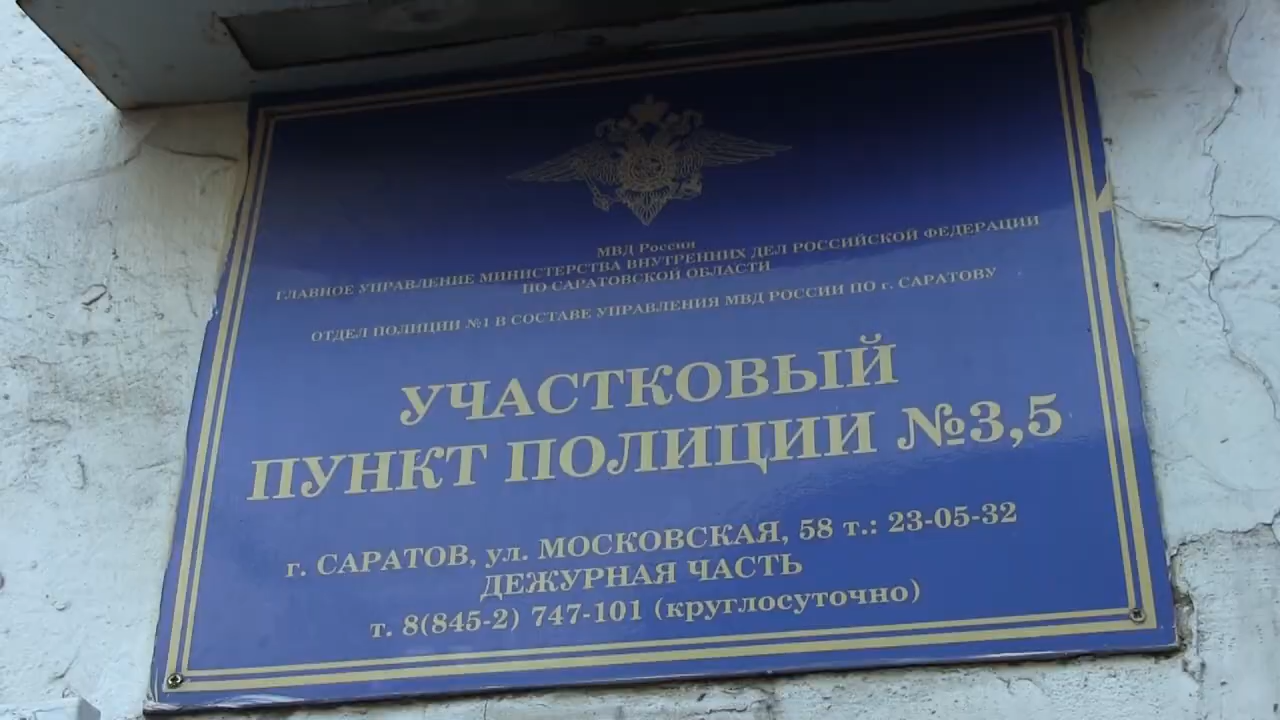 МВД России
ГЛАВНОЕ УПРАВЛЕНИЕ МИНИСТЕРСТВА ВНУТРЕННИХ ДЕЛ РОССИЙСКОЙ ФЕДЕРАЦИИ
ПО САРАТОВСКОЙ ОБЛАСТИ
ОТДЕЛ ПОЛИЦИИ №1 В СОСТАВЕ УПРАВЛЕНИЯ МВД РОССИИ ПО г. САРАТОВУ
УЧАСТКОВЫЙ
ПУНКТ ПОЛИЦИИ №3,5
г. САРАТОВ, ул. МОСКОВСКАЯ, 58 т.: 23-05-32
ДЕЖУРНАЯ ЧАСТЬ
т. 8(845-2) 747-101 (круглосуточно)